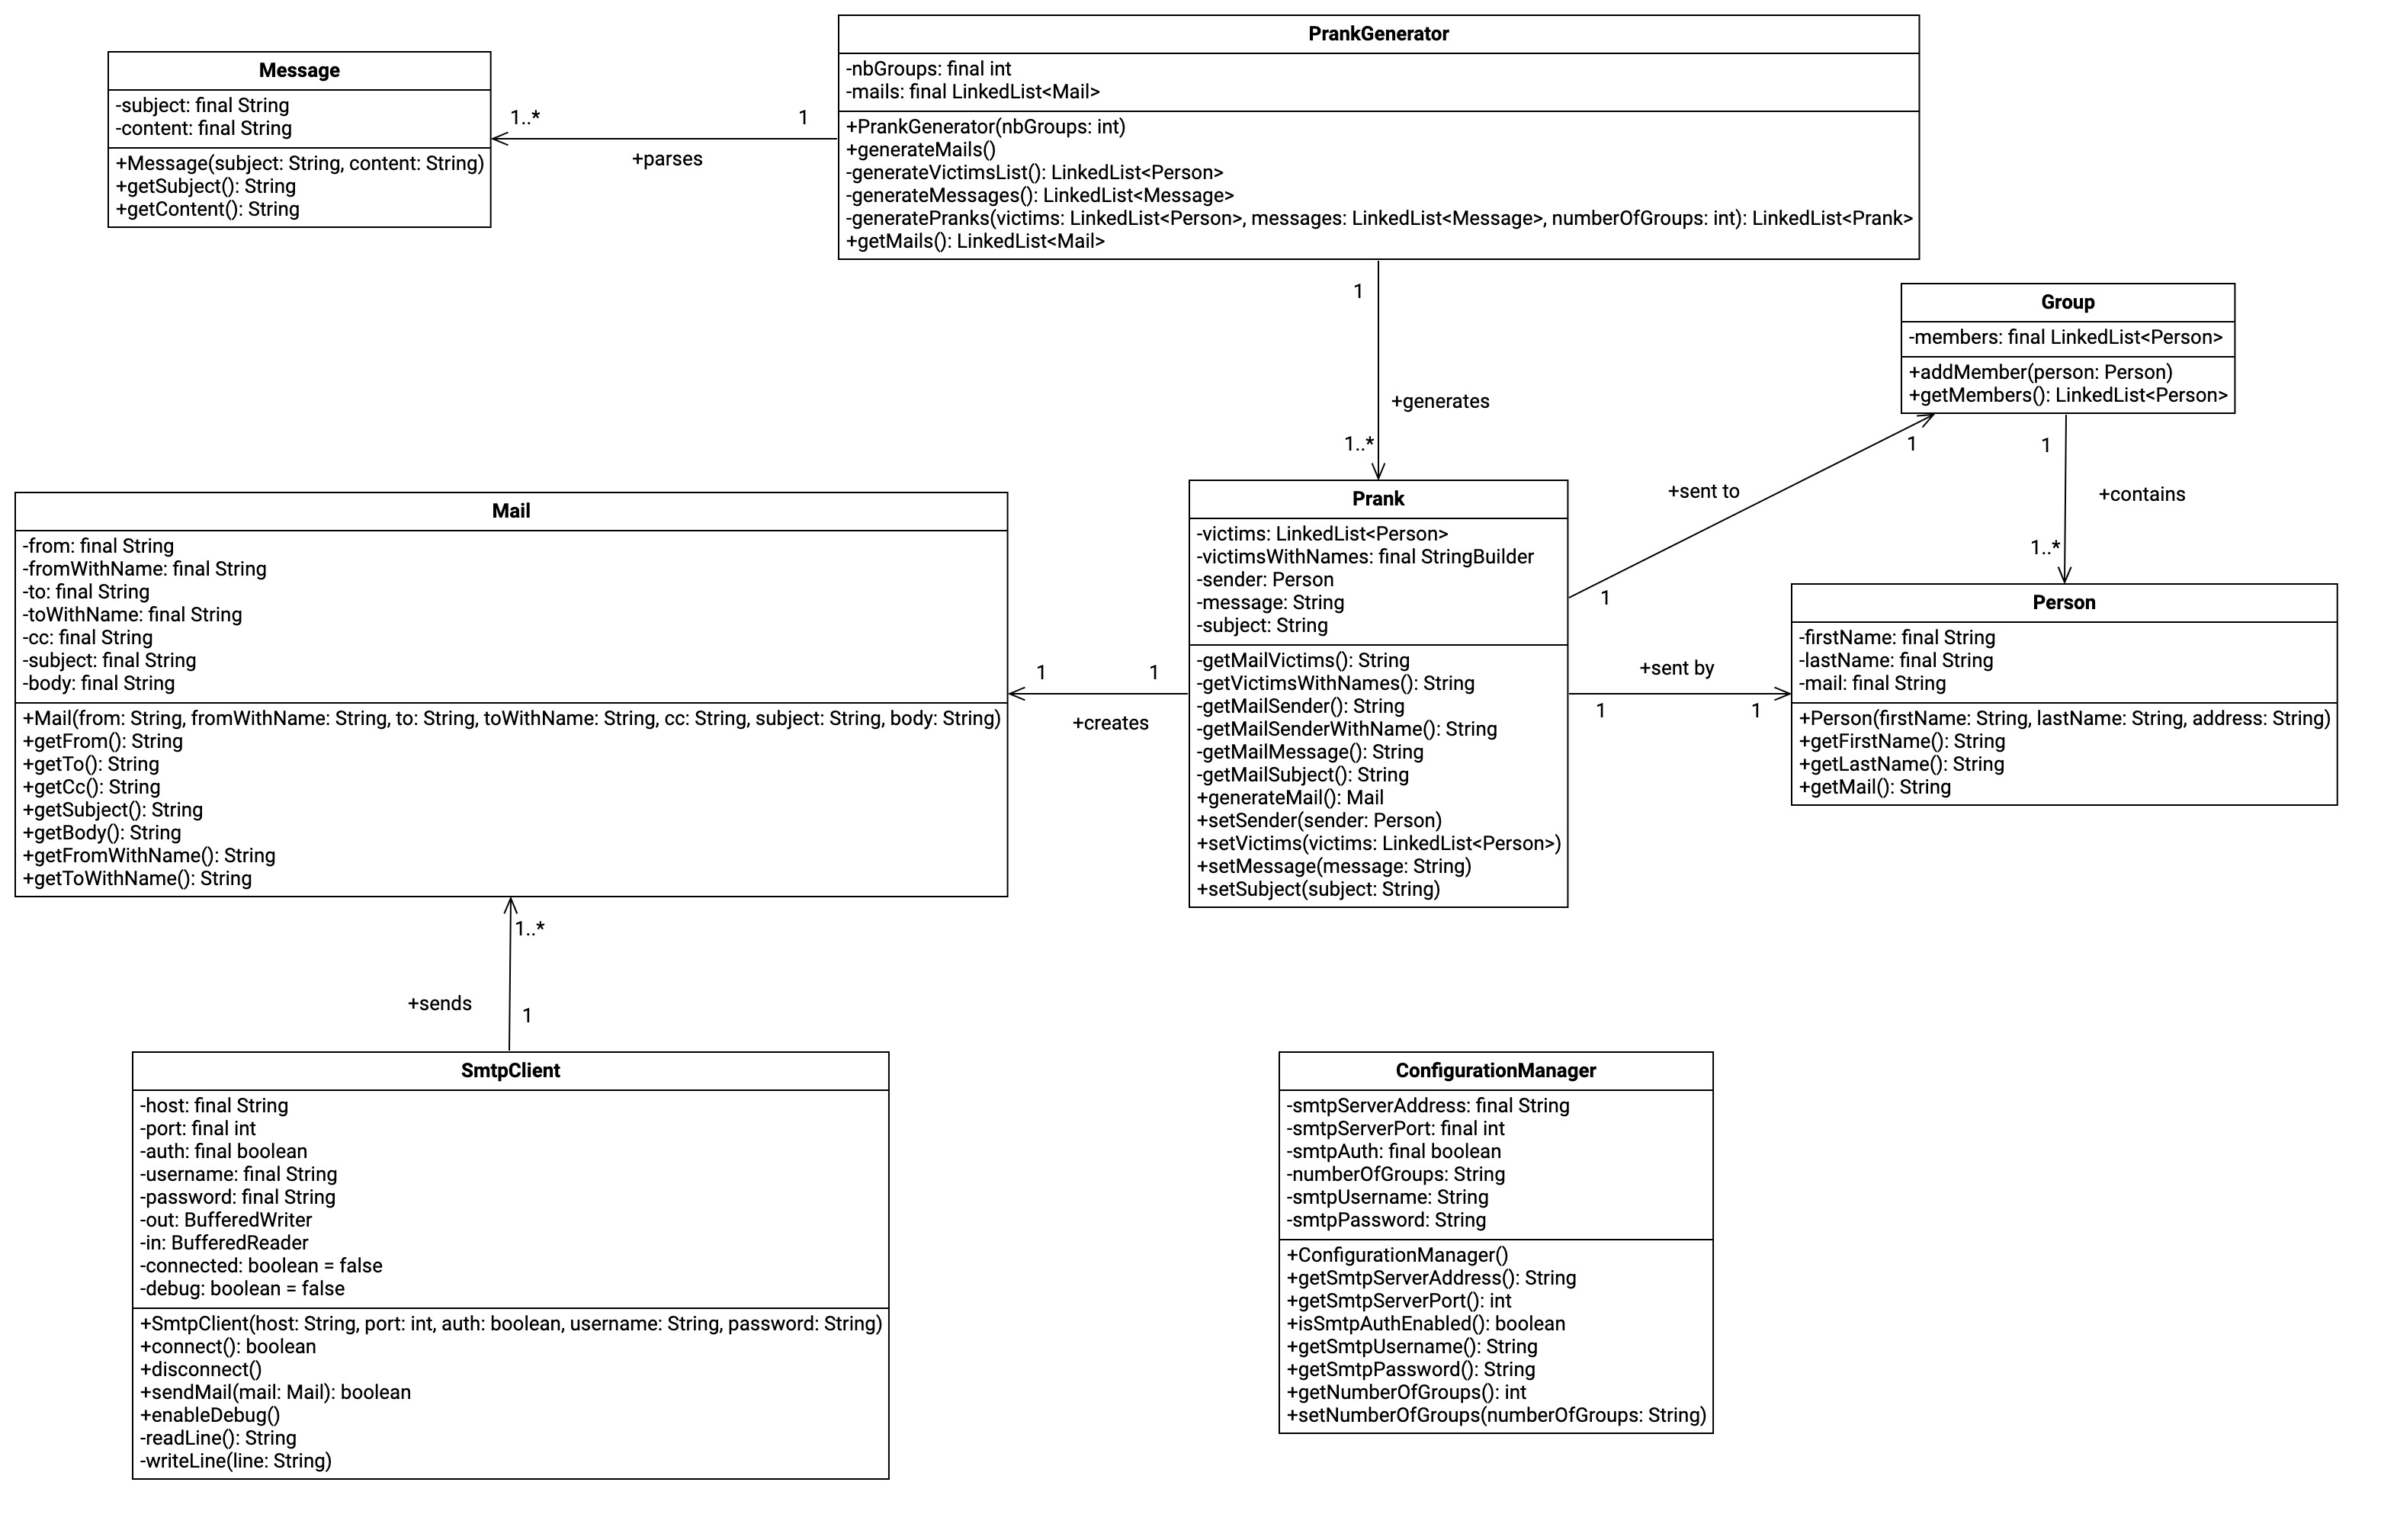 Message
-subject: final String
-content: final String
+Message(subject: String, content: String)
+getSubject(): String
+getContent(): String
1..*
1
+parses
PrankGenerator
-nbGroups: final int
-mails: final LinkedList<Mail>
+PrankGenerator(nbGroups: int)
+generateMails()
-generateVictimsList(): LinkedList<Person>
-generateMessages(): LinkedList<Message>
-generatePranks(victims: LinkedList<Person>, messages: LinkedList<Message>, numberOfGroups: int): LinkedList<Prank>
+getMails(): LinkedList<Mail>
1
+generates
1..*
Group
-members: final LinkedList<Person>
+addMember(person: Person)
+getMembers(): LinkedList<Person>
1
1
+sent to
+contains
1..*
1
Mail
-from: final String
-fromWithName: final String
-to: final String
-toWithName: final String
-cc: final String
-subject: final String
-body: final String
+Mail(from: String, fromWithName: String, to: String, toWithName: String, cc: String, subject: String, body: String)
+getFrom(): String
+getTo(): String
+getCc(): String
+getSubject(): String
+getBody(): String
+getFromWithName(): String
+getToWithName(): String
1
1
+creates
Prank
-victims: LinkedList<Person>
-victimsWithNames: final StringBuilder
-sender: Person
-message: String
-subject: String
-getMailVictims(): String
-getVictimsWithNames(): String
-getMailSender(): String
-getMailSenderWithName(): String
-getMailMessage(): String
-getMailSubject(): String
+generateMail(): Mail
+setSender(sender: Person)
+setVictims(victims: LinkedList<Person>)
+setMessage(message: String)
+setSubject(subject: String)
+sent by
1
1
Person
-firstName: final String
-lastName: final String
-mail: final String
+Person(firstName: String, lastName: String, address: String)
+getFirstName(): String
+getLastName(): String
+getMail(): String
1..*
+sends
1
SmtpClient
-host: final String
-port: final int
-auth: final boolean
-username: final String
-password: final String
-out: BufferedWriter
-in: BufferedReader
-connected: boolean = false
-debug: boolean = false
+SmtpClient(host: String, port: int, auth: boolean, username: String, password: String)
+connect(): boolean
+disconnect()
+sendMail(mail: Mail): boolean
+enableDebug()
-readLine(): String
-writeLine(line: String)
ConfigurationManager
-smtpServerAddress: final String
-smtpServerPort: final int
-smtpAuth: final boolean
-numberOfGroups: String
-smtpUsername: String
-smtpPassword: String
+ConfigurationManager()
+getSmtpServerAddress(): String
+getSmtpServerPort(): int
+isSmtpAuthEnabled(): boolean
+getSmtpUsername(): String
+getSmtpPassword(): String
+getNumberOfGroups(): int
+setNumberOfGroups(numberOfGroups: String)